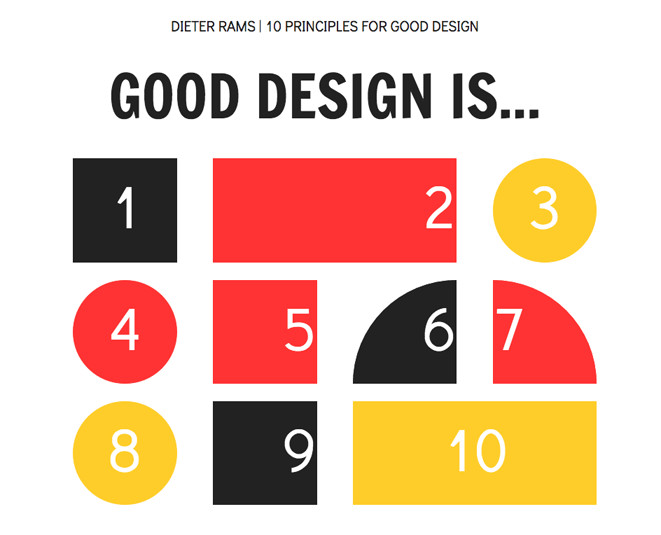 DIETER RAMS | 10 PRINCIPLES FOR GOOD DESIGN
GOOD DESIGN IS...
1 2 3
4 5 6 7
8 9 10